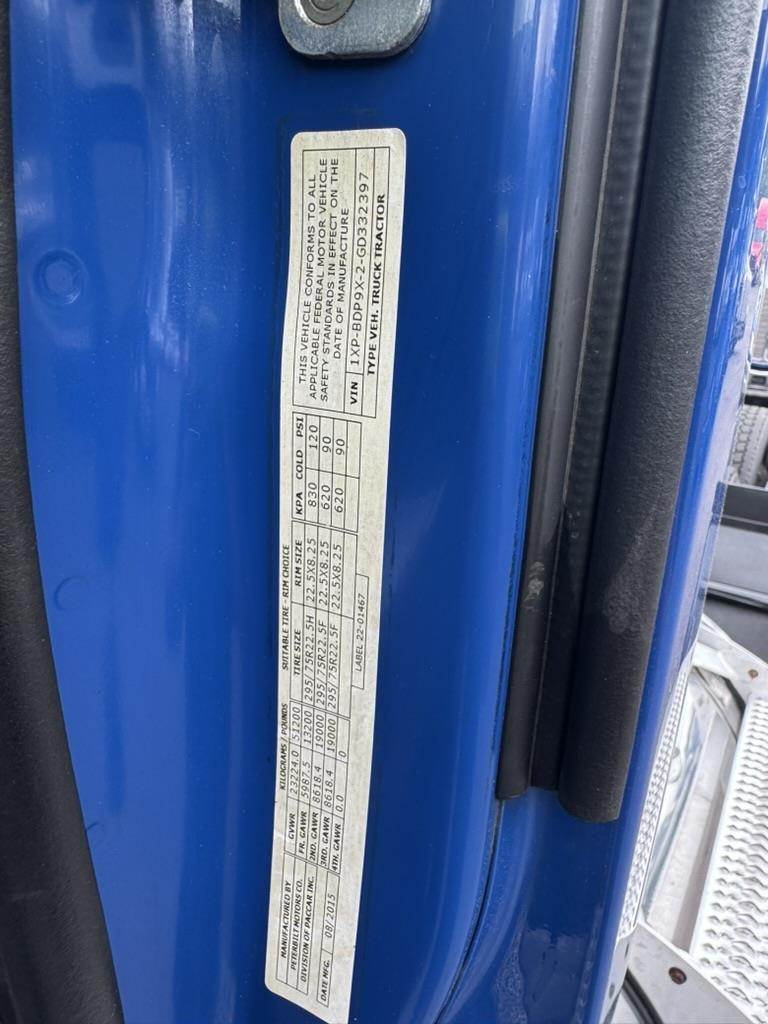 MANUFACTURED BY
PETERBILT MOTORS CO.
DIVISION OF PACCAR INC.
DATE MFG. 08/2015
KILOGRAMS / POUNDS
GVWR 23224.0 51200
FR. GAWR 5987.5 13200
2ND. GAWR 8618.4 19000
3RD. GAWR 8618.4 19000
4TH. GAWR 0.0 0
SUITABLE TIRE - RIM CHOICE
TIRE SIZE RIM SIZE KPA COLD PSI
295/75R22.5H 22.5X8.25 830 120
295/75R22.5F 22.5X8.25 620 90
295/75R22.5F 22.5X8.25 620 90
LABEL 22-01467
THIS VEHICLE CONFORMS TO ALL
APPLICABLE FEDERAL MOTOR VEHICLE
SAFETY STANDARDS IN EFFECT ON THE
DATE OF MANUFACTURE
VIN 1XP-BDP9X-2-GD332397
TYPE VEH. TRUCK TRACTOR